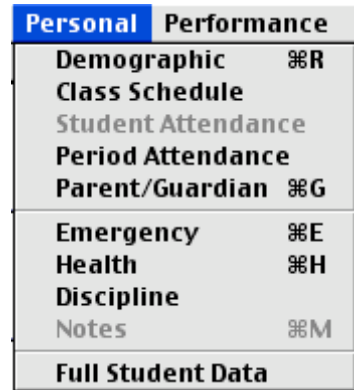 Personal Performance
Demographic ⌘R
Class Schedule
Student Attendance
Period Attendance
Parent/Guardian ⌘G
Emergency ⌘E
Health ⌘H
Discipline
Notes ⌘M
Full Student Data